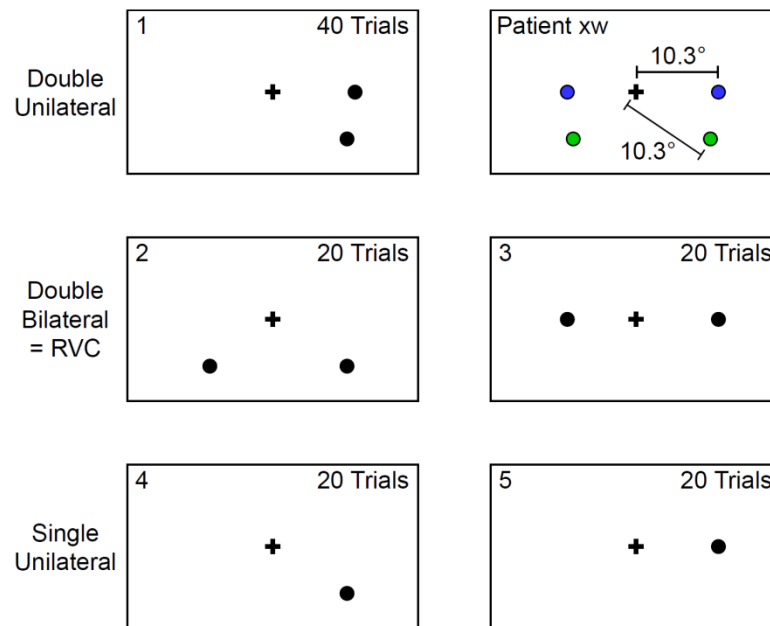 1 40 Trials
Patient xw
Double
Unilateral
10.3°
10.3°
2 20 Trials
3 20 Trials
Double
Bilateral
= RVC
4 20 Trials
5 20 Trials
Single
Unilateral